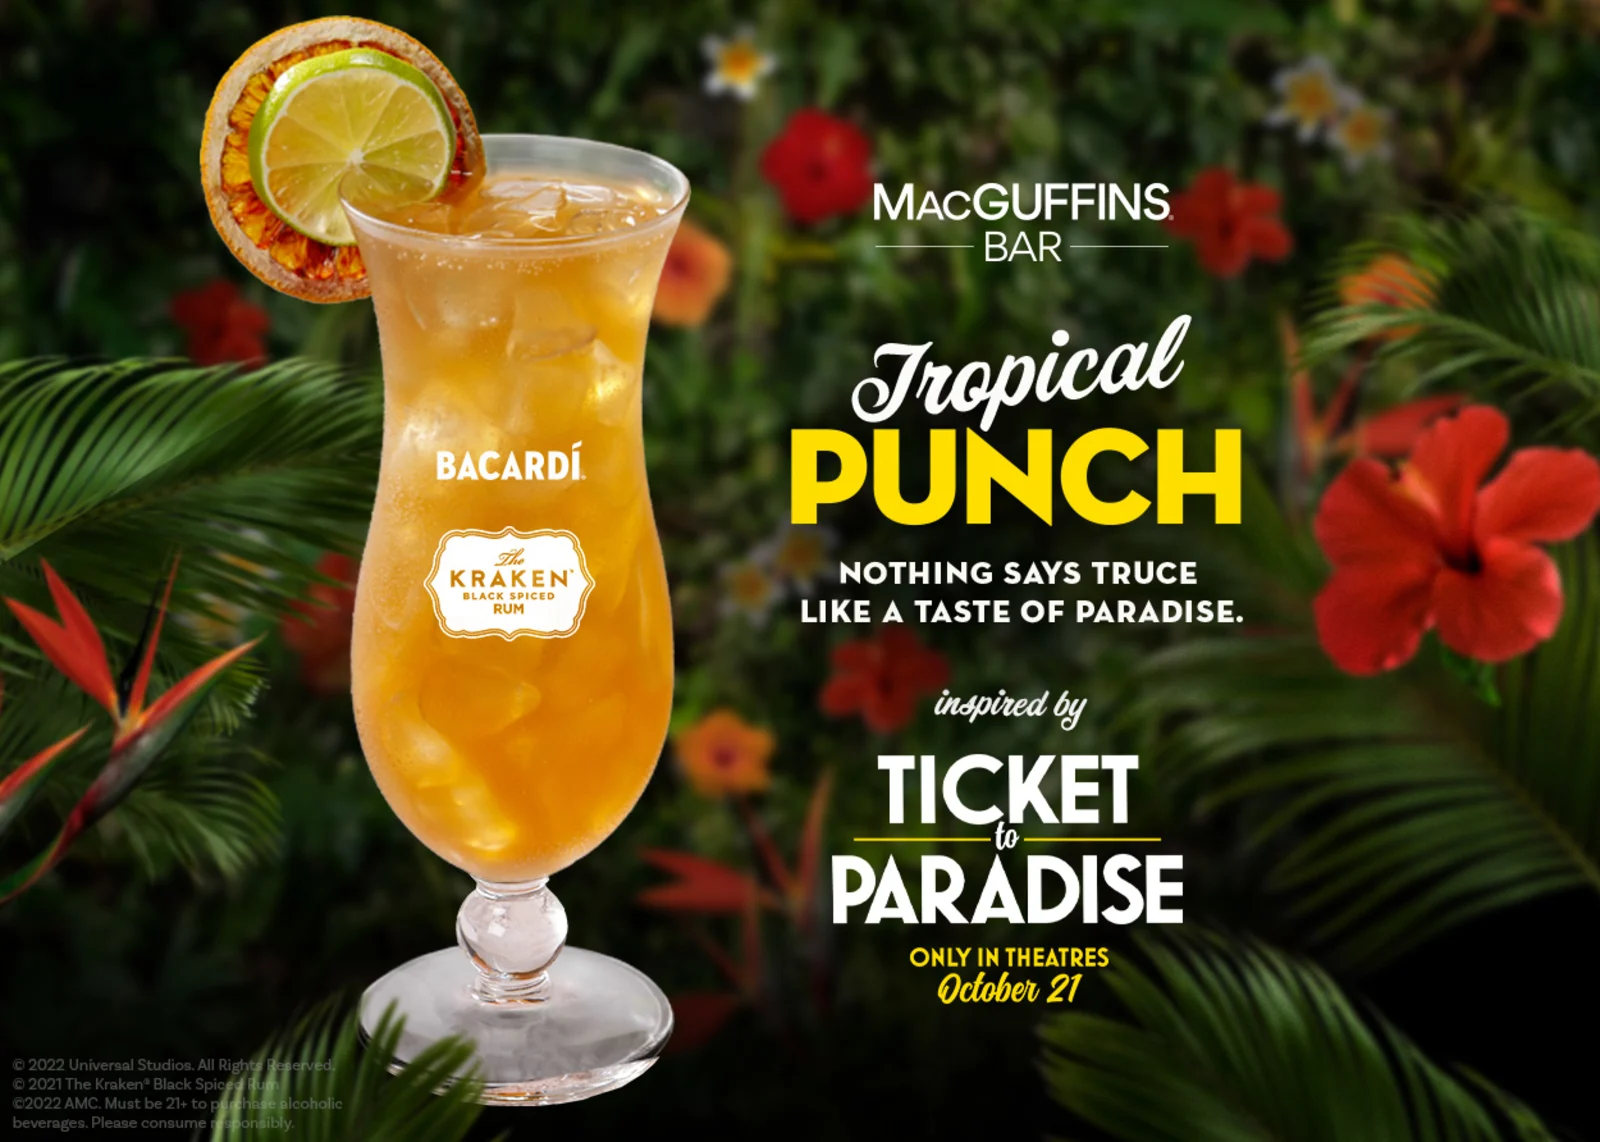 MACGUFFINS®
BAR
Tropical
PUNCH
NOTHING SAYS TRUCE
LIKE A TASTE OF PARADISE.
inspired by
TICKET
to
PARADISE
ONLY IN THEATRES
October 21
BACARDÍ®
The
KRAKEN™
BLACK SPICED
RUM
© 2022 Universal Studios. All Rights Reserved.
© 2021 The Kraken® Black Spiced Rum
©2022 AMC. Must be 21+ to purchase alcoholic
beverages. Please consume responsibly.